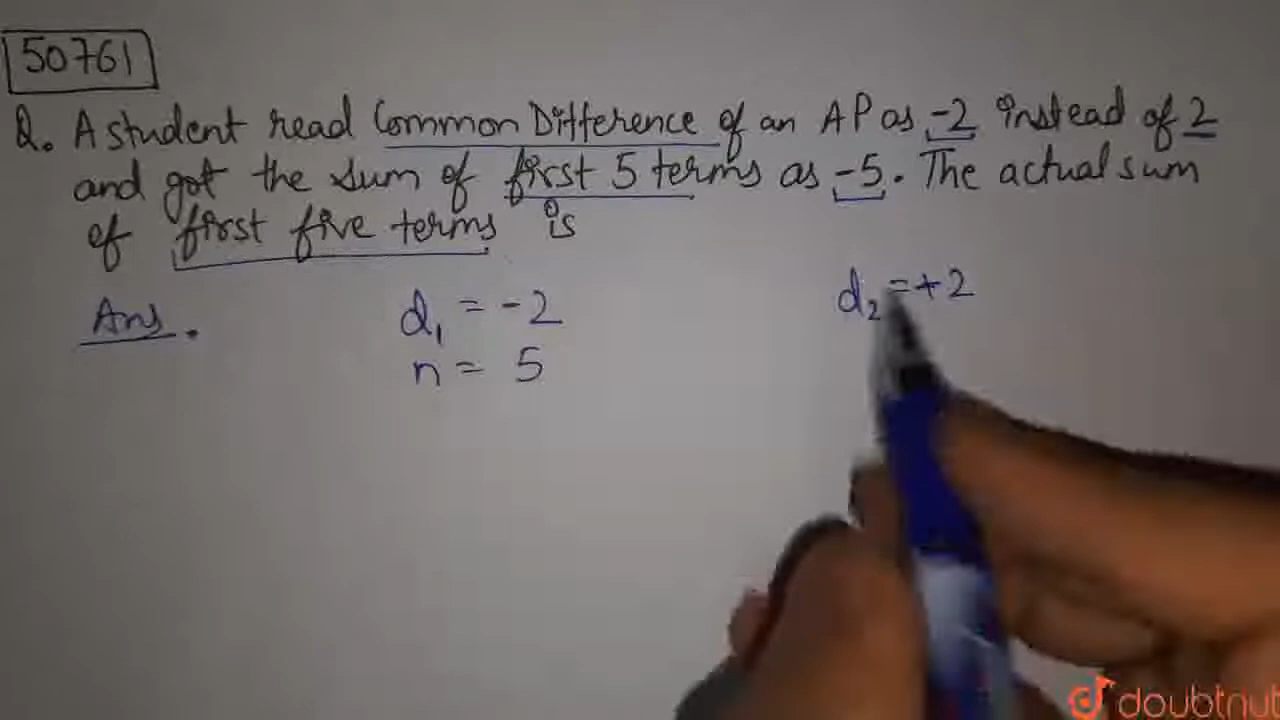 50761
Q. A student read Common Difference of an AP as -2 instead of 2
and got the sum of first 5 terms as -5. The actual sum
of first five terms is
Ans. d₁ = -2 d₂ = +2
n = 5
doubtnut